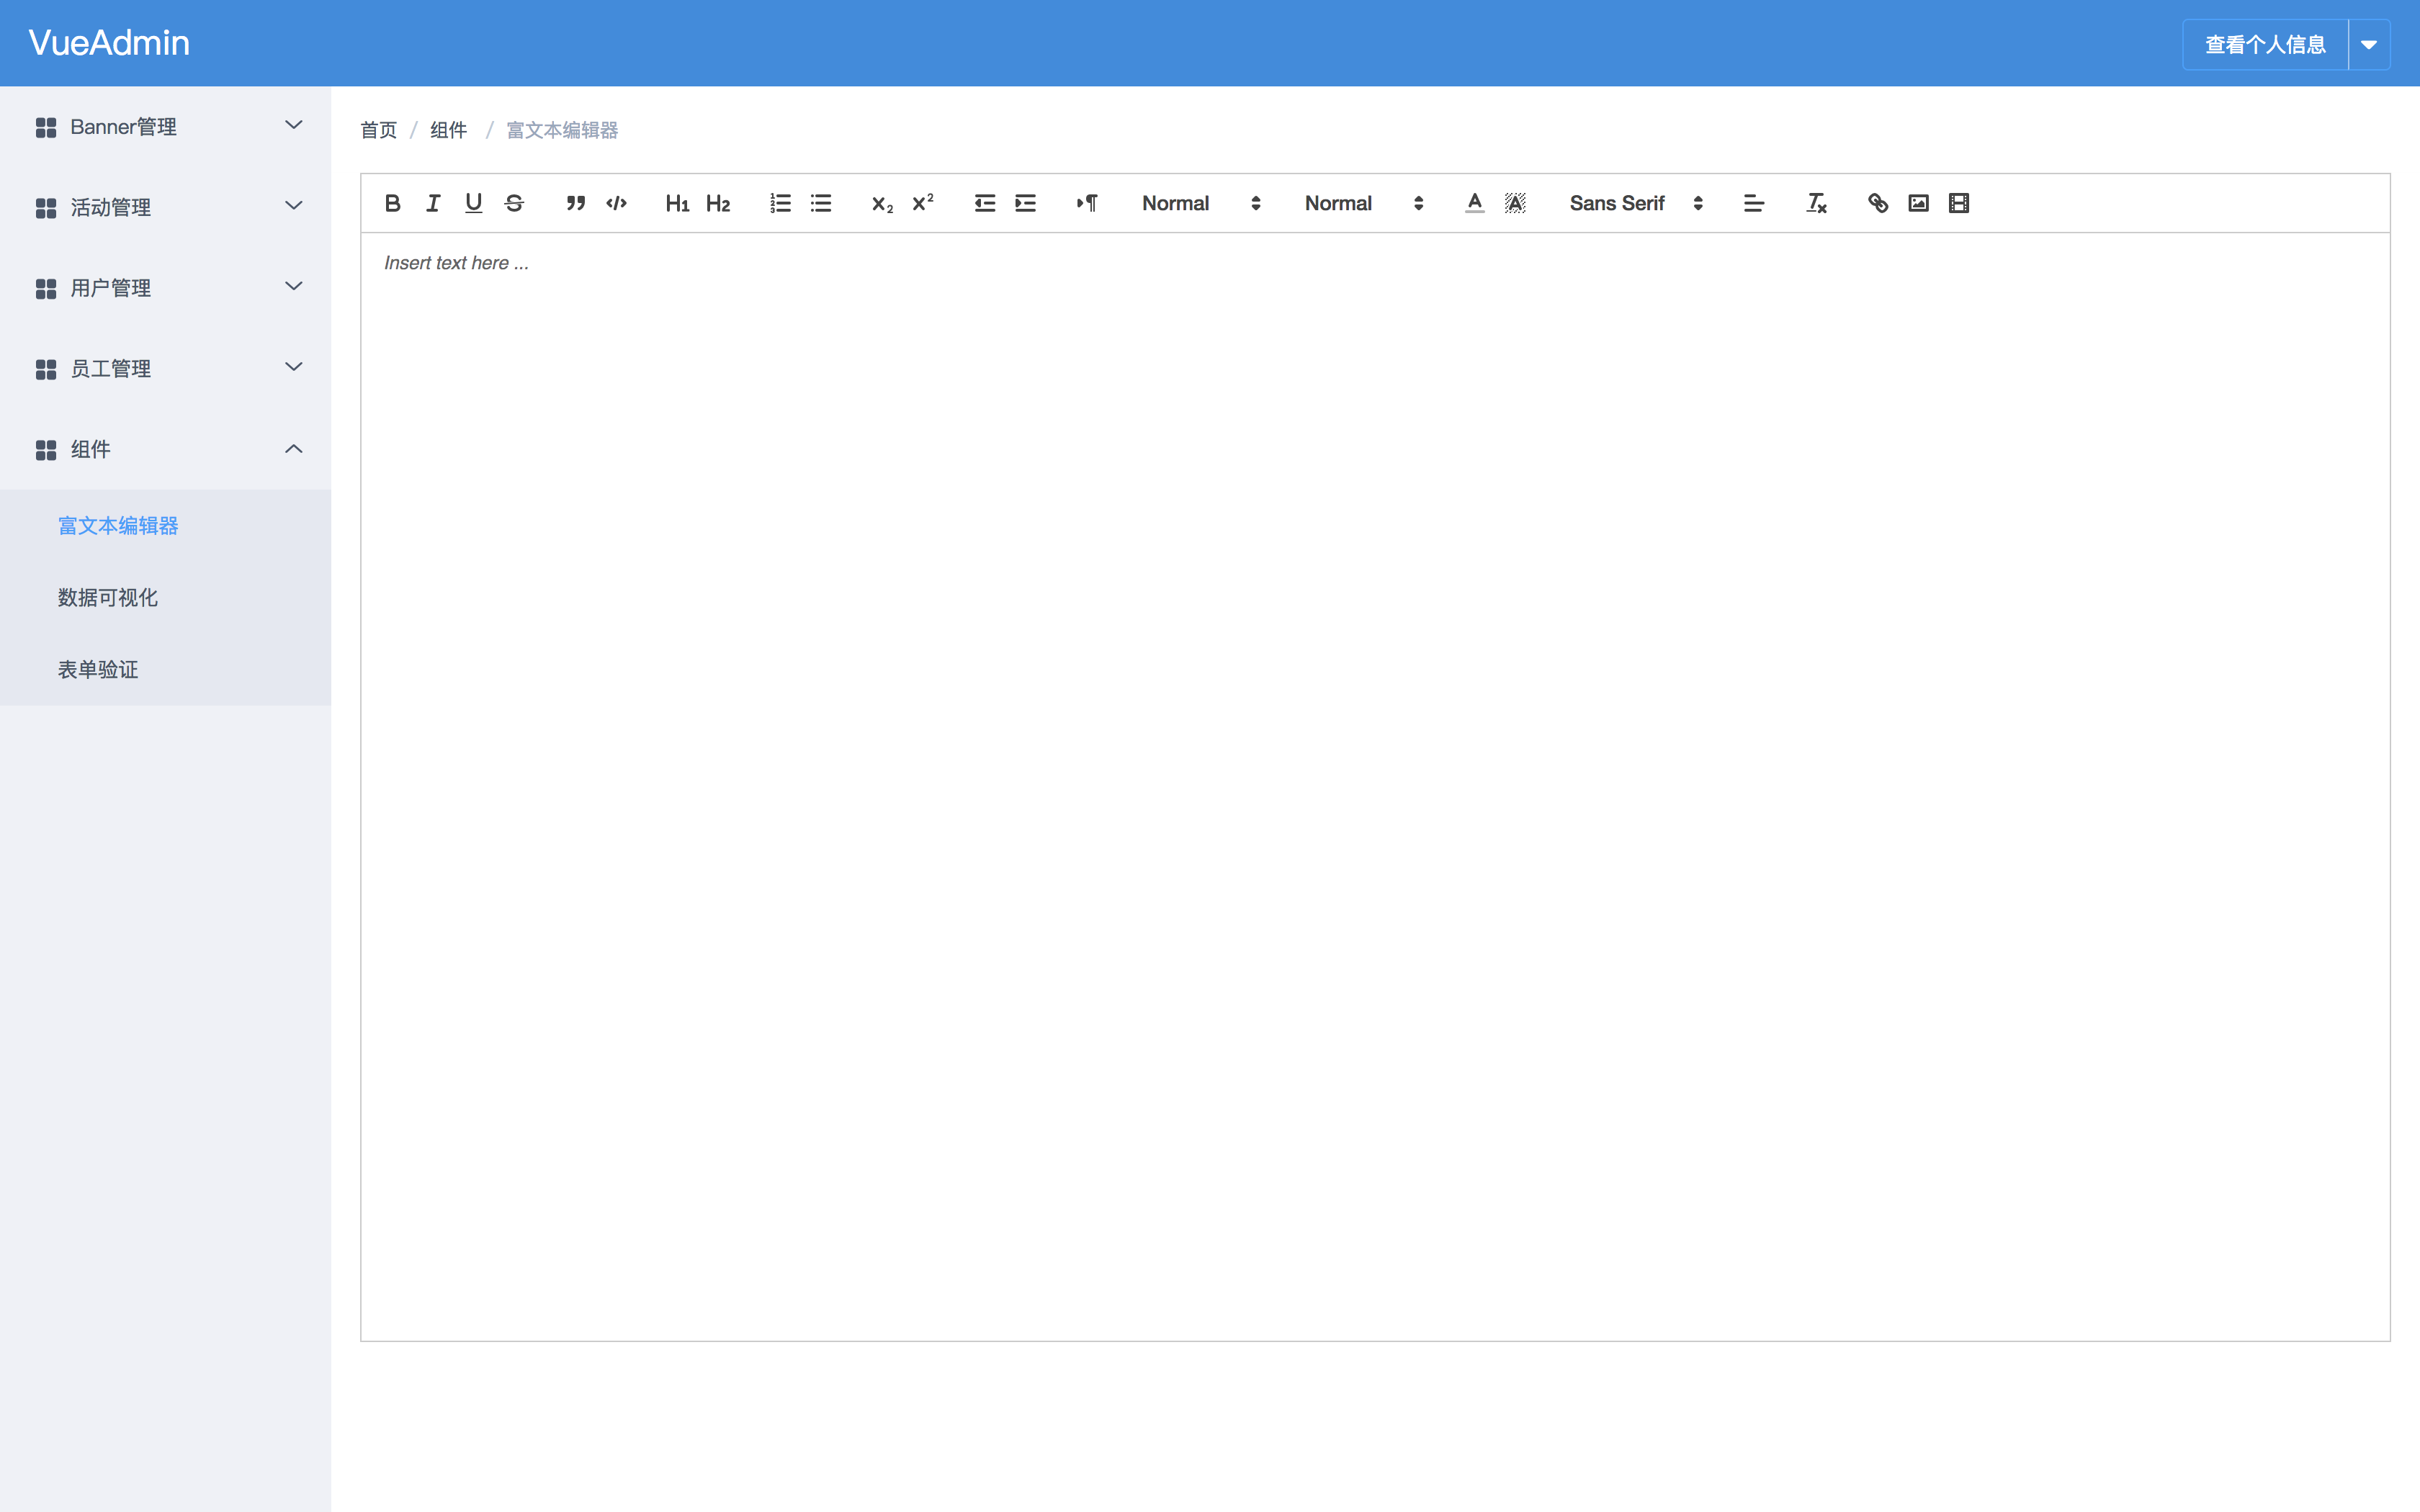 VueAdmin
查看个人信息
Banner管理
活动管理
用户管理
员工管理
组件
富文本编辑器
数据可视化
表单验证
首页 / 组件 / 富文本编辑器
B I U S ” </> H1 H2 x2 x2 ¶ Normal Normal A A Sans Serif Tx
Insert text here ...